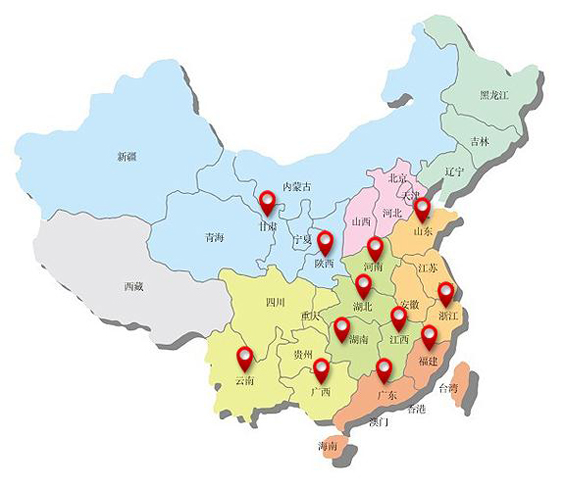 黑龙江
吉林
辽宁
新疆
内蒙古
北京
天津
甘肃
山西
河北
山东
青海
宁夏
陕西
河南
江苏
西藏
四川
湖北
安徽
重庆
浙江
湖南
江西
贵州
福建
云南
广西
广东
台湾
香港
澳门
海南